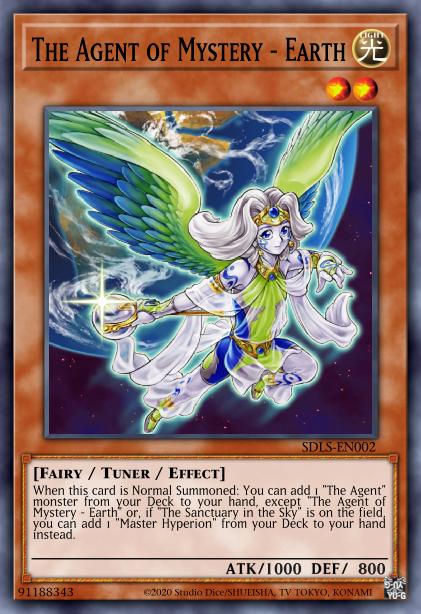 The Agent of Mystery - Earth
LIGHT
光
SDLS-EN002
[Fairy / Tuner / Effect]
When this card is Normal Summoned: You can add 1 "The Agent"
monster from your Deck to your hand, except "The Agent of
Mystery - Earth" or, if "The Sanctuary in the Sky" is on the field,
you can add 1 "Master Hyperion" from your Deck to your hand
instead.
ATK/1000 DEF/ 800
91188343
©2020 Studio Dice/SHUEISHA, TV TOKYO, KONAMI